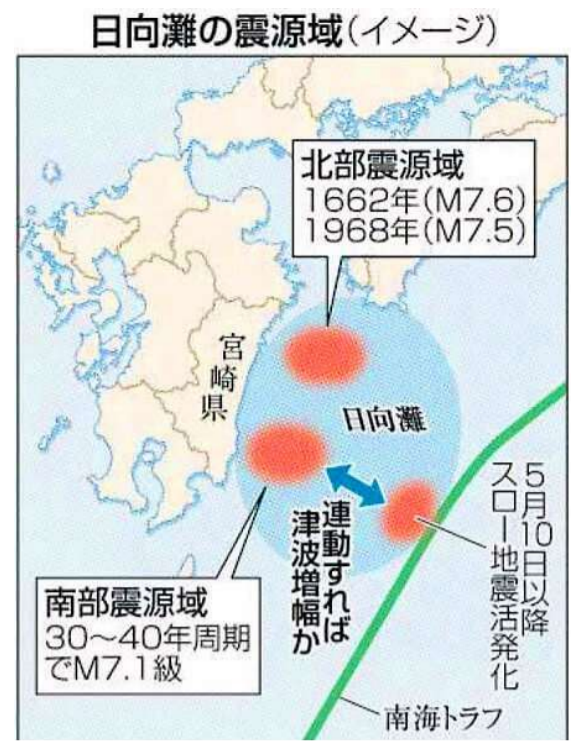 日向灘の震源域(イメージ)
北部震源域
1662年(M7.6)
1968年(M7.5)
宮崎県
日向灘
5月10日以降
スロー地震活発化
連動すれば
津波増幅か
南部震源域
30〜40年周期
でM7.1級
南海トラフ